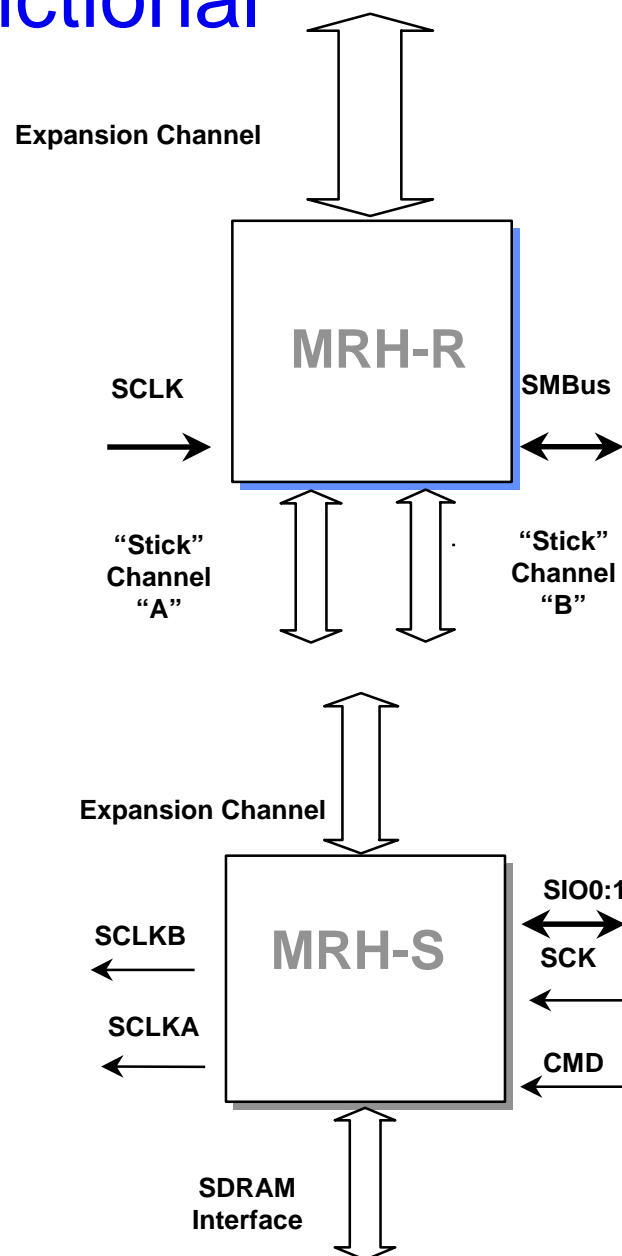 Expansion Channel
MRH-R
SCLK
SMBus
“Stick”
Channel
“A”
“Stick”
Channel
“B”
Expansion Channel
MRH-S
SIO0:1
SCLKB
SCK
SCLKA
CMD
SDRAM
Interface